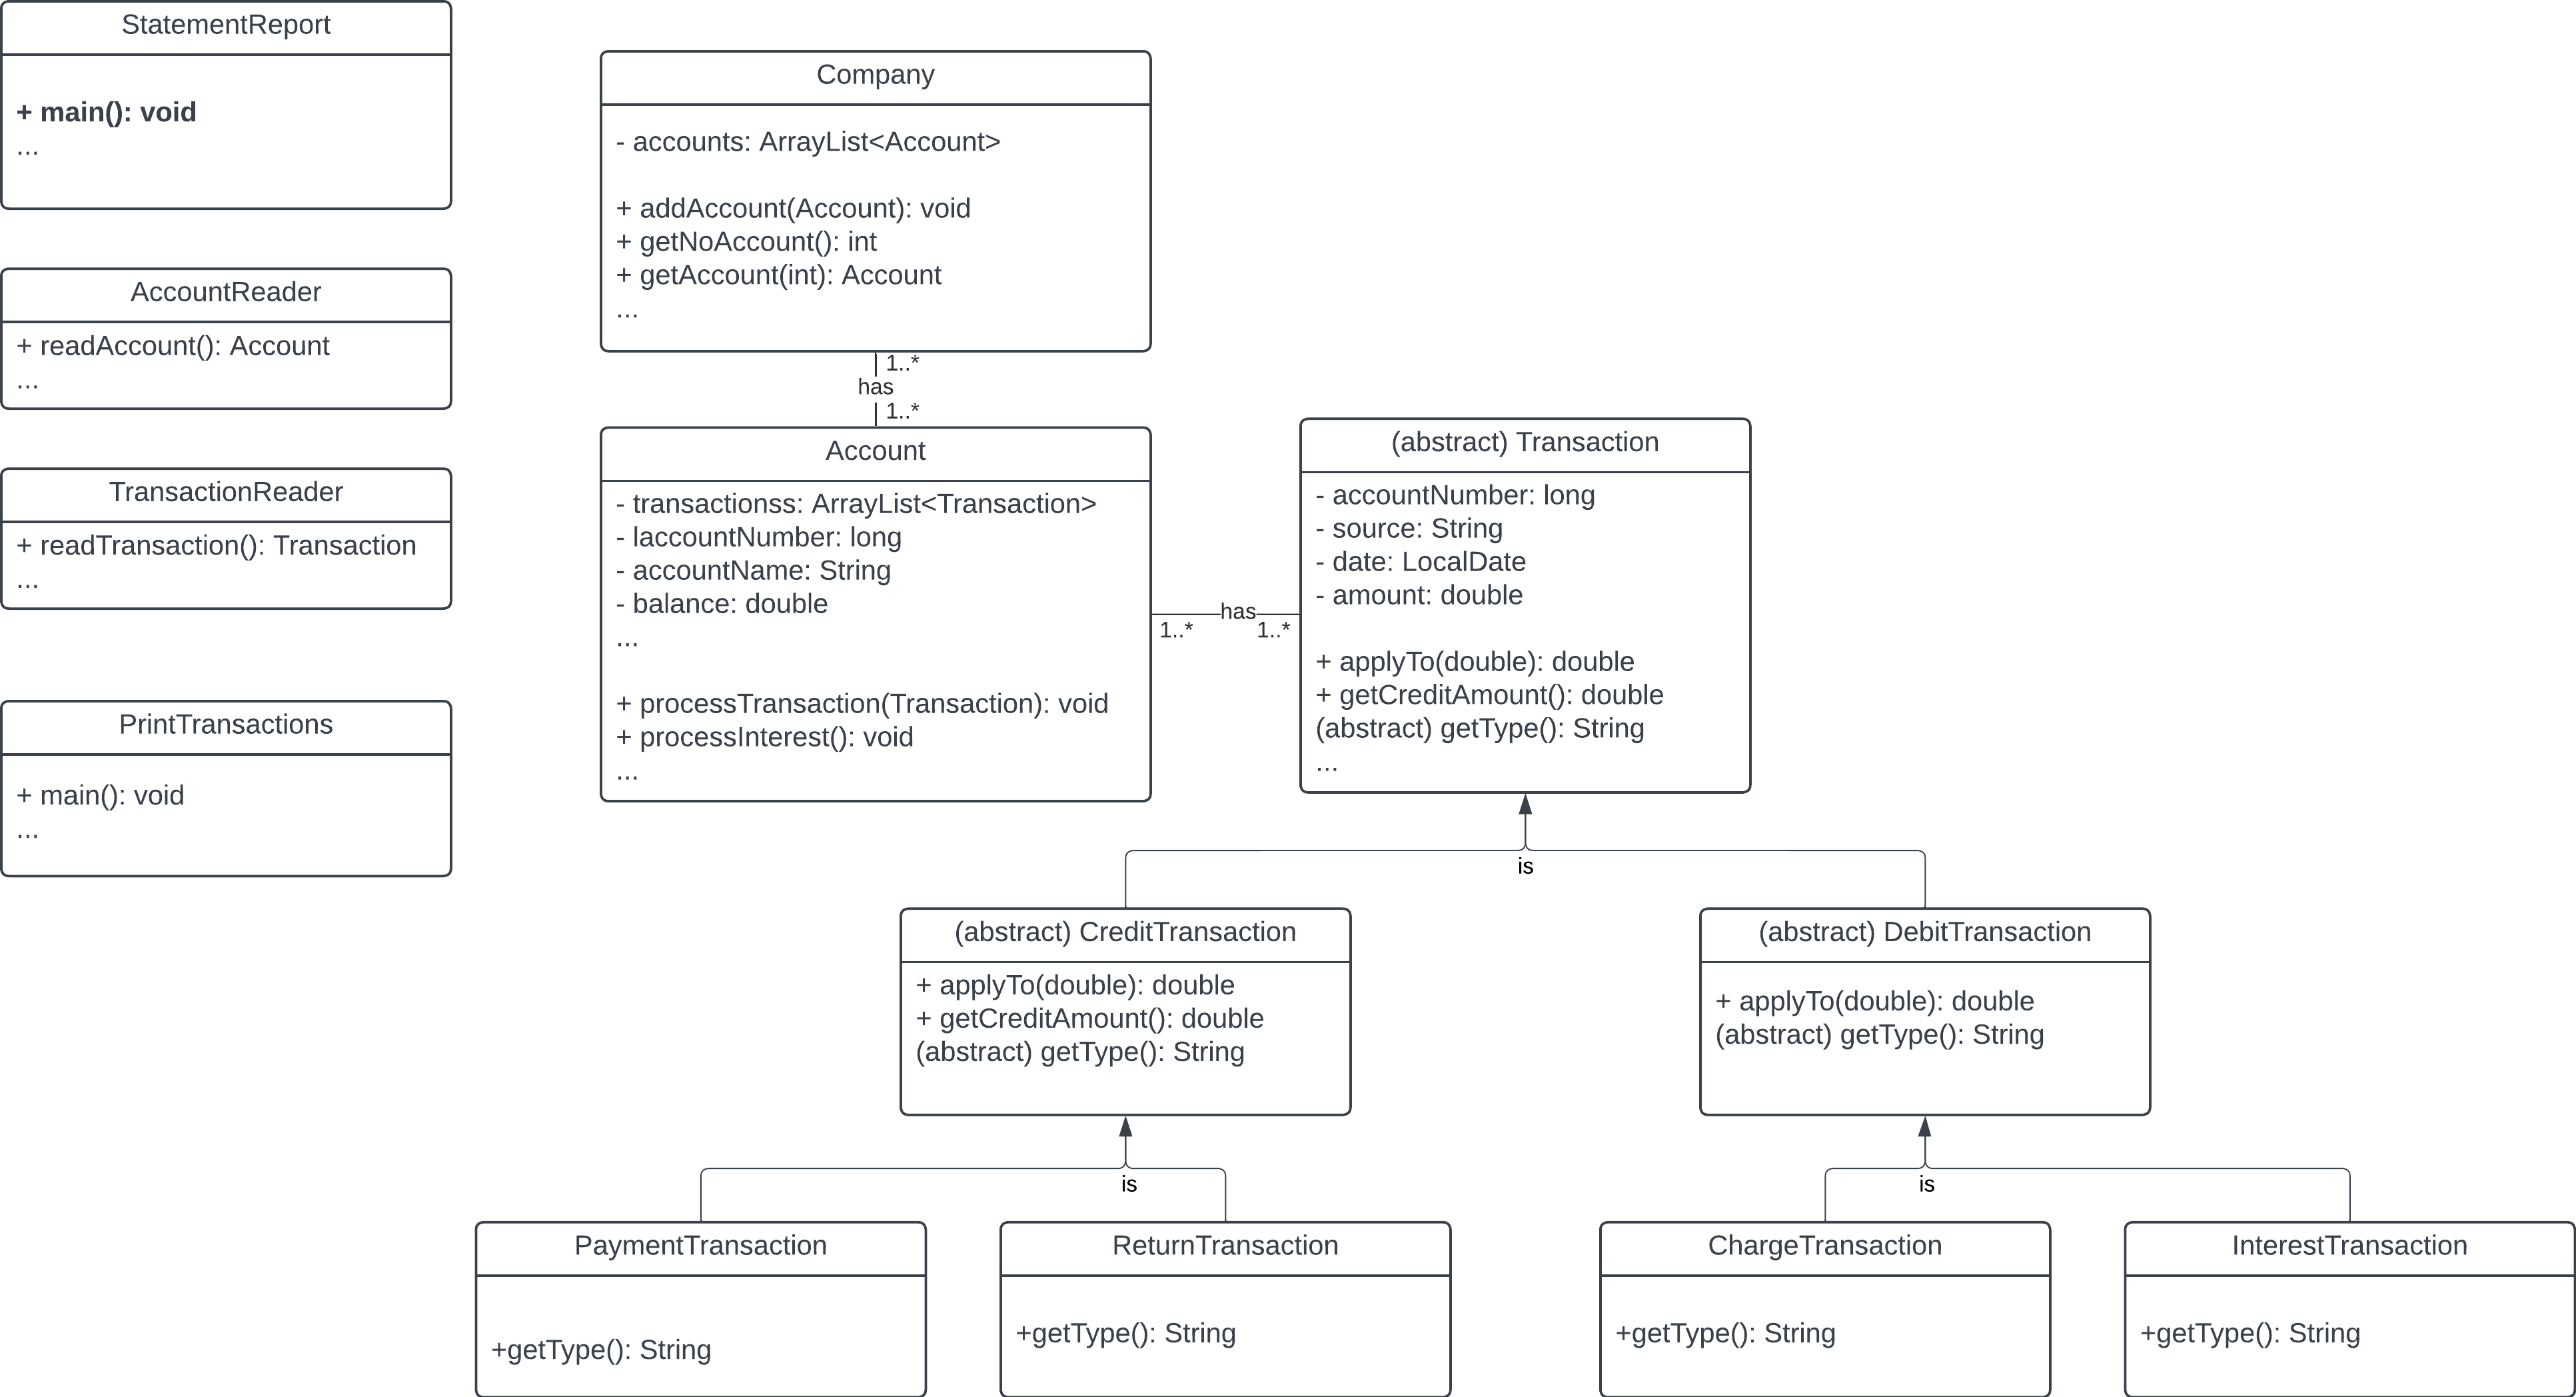 StatementReport
+ main(): void
...
AccountReader
+ readAccount(): Account
...
TransactionReader
+ readTransaction(): Transaction
...
PrintTransactions
+ main(): void
...
Company
- accounts: ArrayList<Account>
+ addAccount(Account): void
+ getNoAccount(): int
+ getAccount(int): Account
...
1..*
has
1..*
Account
- transactionss: ArrayList<Transaction>
- laccountNumber: long
- accountName: String
- balance: double
...
+ processTransaction(Transaction): void
+ processInterest(): void
...
has
1..*
1..*
(abstract) Transaction
- accountNumber: long
- source: String
- date: LocalDate
- amount: double
+ applyTo(double): double
+ getCreditAmount(): double
(abstract) getType(): String
...
is
(abstract) CreditTransaction
+ applyTo(double): double
+ getCreditAmount(): double
(abstract) getType(): String
(abstract) DebitTransaction
+ applyTo(double): double
(abstract) getType(): String
is
is
PaymentTransaction
+getType(): String
ReturnTransaction
+getType(): String
ChargeTransaction
+getType(): String
InterestTransaction
+getType(): String